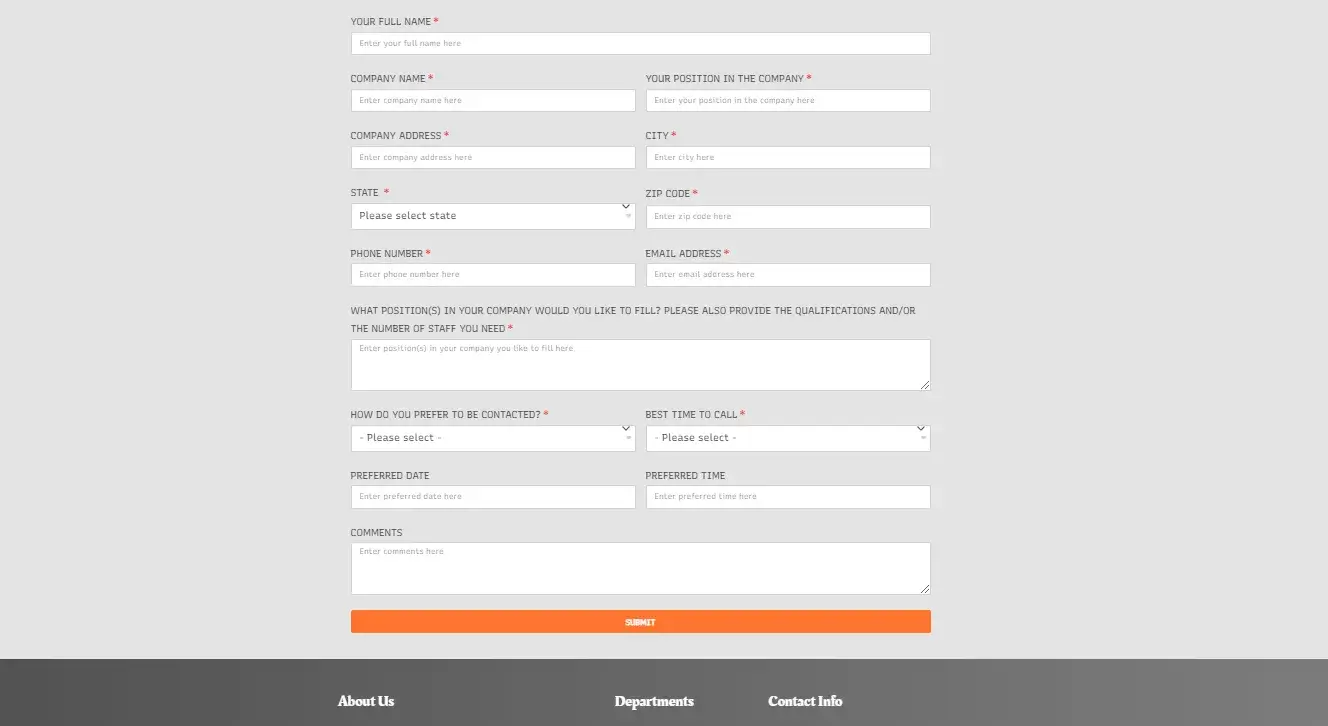 YOUR FULL NAME *
Enter your full name here
COMPANY NAME *
YOUR POSITION IN THE COMPANY *
Enter company name here
Enter your position in the company here
COMPANY ADDRESS *
CITY *
Enter company address here
Enter city here
STATE *
ZIP CODE *
Please select state
Enter zip code here
PHONE NUMBER *
EMAIL ADDRESS *
Enter phone number here
Enter email address here
WHAT POSITION(S) IN YOUR COMPANY WOULD YOU LIKE TO FILL? PLEASE ALSO PROVIDE THE QUALIFICATIONS AND/OR
THE NUMBER OF STAFF YOU NEED *
Enter position(s) in your company you like to fill here.
HOW DO YOU PREFER TO BE CONTACTED? *
BEST TIME TO CALL *
- Please select -
- Please select -
PREFERRED DATE
PREFERRED TIME
Enter preferred date here
Enter preferred time here
COMMENTS
Enter comments here
SUBMIT
About Us
Departments
Contact Info